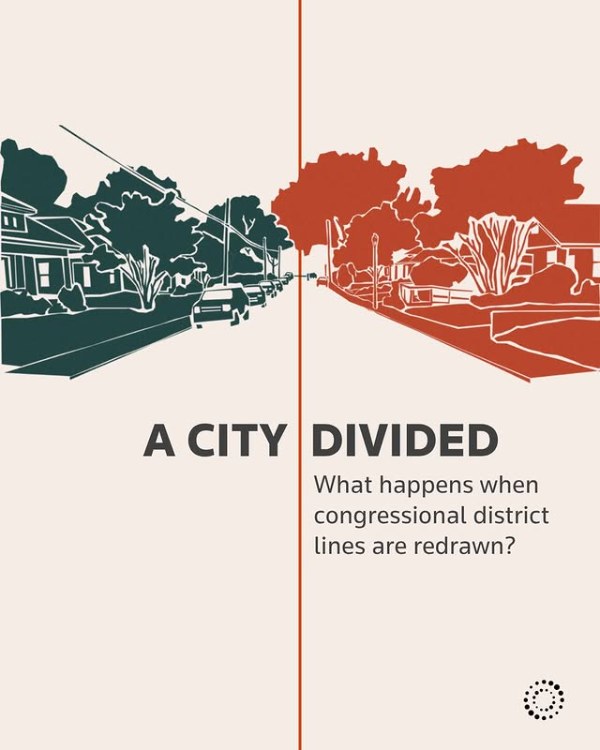 A CITY DIVIDED
What happens when
congressional district
lines are redrawn?